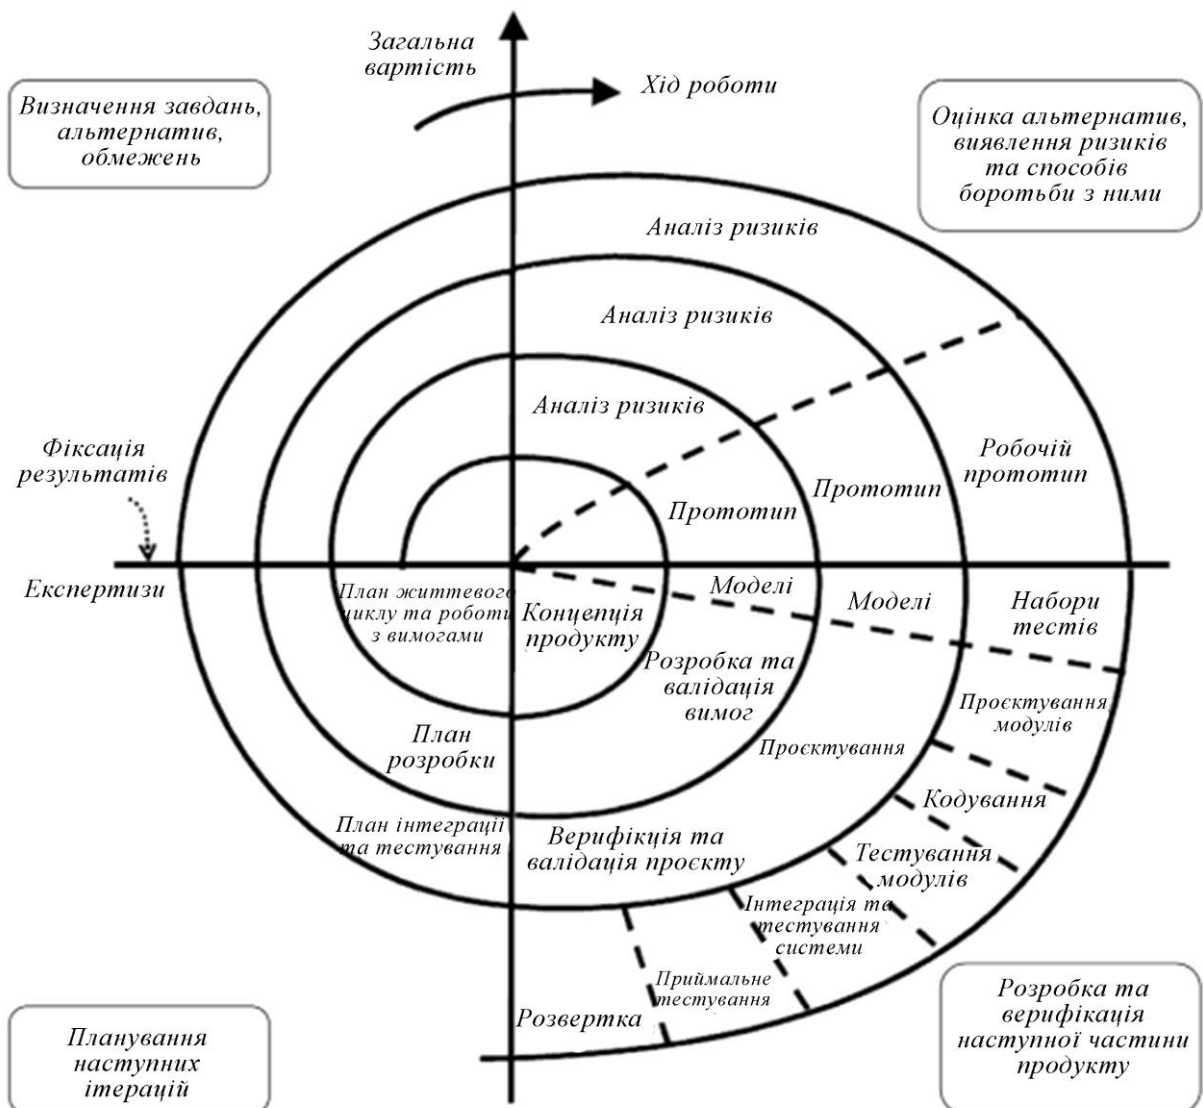 Загальна
вартість
Хід роботи
Визначення завдань,
альтернатив,
обмежень
Оцінка альтернатив,
виявлення ризиків
та способів
боротьби з ними
Аналіз ризиків
Аналіз ризиків
Аналіз ризиків
Фіксація
результатів
Робочій
прототип
Прототип
Прототип
Експертизи
План життєвого
циклу та роботи
з вимогами
Концепція
продукту
Моделі
Моделі
Набори
тестів
Розробка та
валідація
вимог
План
розробки
Проєктування
Проєктування
модулів
Кодування
План інтеграції
та тестування
Верифікція та
валідація проєкту
Тестування
модулів
Інтеграція та
тестування
системи
Приймальне
тестування
Розвертка
Планування
наступних
ітерацій
Розробка та
верифікація
наступної частини
продукту